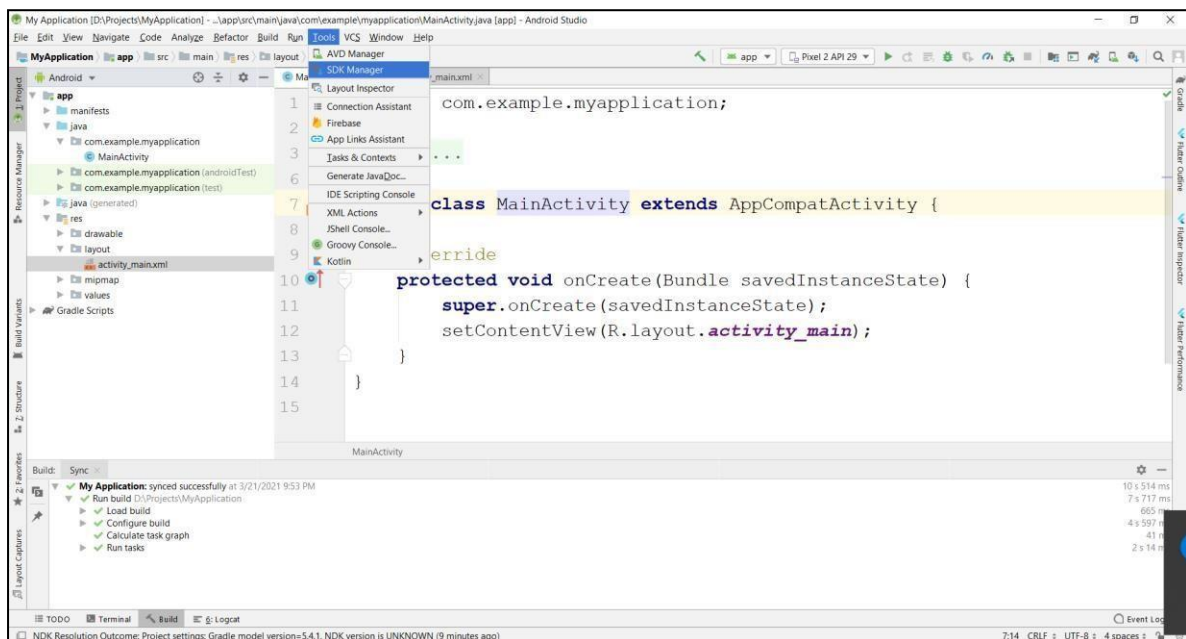 My Application [D:\Projects\MyApplication] - ...\app\src\main\java\com\example\myapplication\MainActivity.java [app] - Android Studio
File Edit View Navigate Code Analyze Refactor Build Run Tools VCS Window Help
MyApplication app src main res layout
app Pixel 2 API 29
AVD Manager
SDK Manager
Layout Inspector
Connection Assistant
Firebase
App Links Assistant
Tasks & Contexts
Generate JavaDoc...
IDE Scripting Console
XML Actions
JShell Console...
Groovy Console...
Kotlin
Android
app
manifests
java
com.example.myapplication
MainActivity
com.example.myapplication (androidTest)
com.example.myapplication (test)
java (generated)
res
drawable
layout
activity_main.xml
mipmap
values
Gradle Scripts
Ma
_main.xml
1 com.example.myapplication;
2
3 ...
6
7 class MainActivity extends AppCompatActivity {
8
9 erride
10 protected void onCreate(Bundle savedInstanceState) {
11 super.onCreate(savedInstanceState);
12 setContentView(R.layout.activity_main);
13 }
14 }
15
MainActivity
1: Project
Resource Manager
Build Variants
7: Structure
2: Favorites
Layout Captures
Gradle
Flutter Outline
Flutter Inspector
Flutter Performance
Build: Sync
My Application: synced successfully at 3/21/2021 9:53 PM 10 s 514 ms
Run build D:\Projects\MyApplication 7 s 717 ms
Load build 665 m
Configure build 4 s 597 m
Calculate task graph 41 m
Run tasks 2 s 14 m
TODO Terminal Build 6: Logcat Event Log
NDK Resolution Outcome: Project settings: Gradle model version=5.4.1, NDK version is UNKNOWN (9 minutes ago) 7:14 CRLF UTF-8 4 spaces